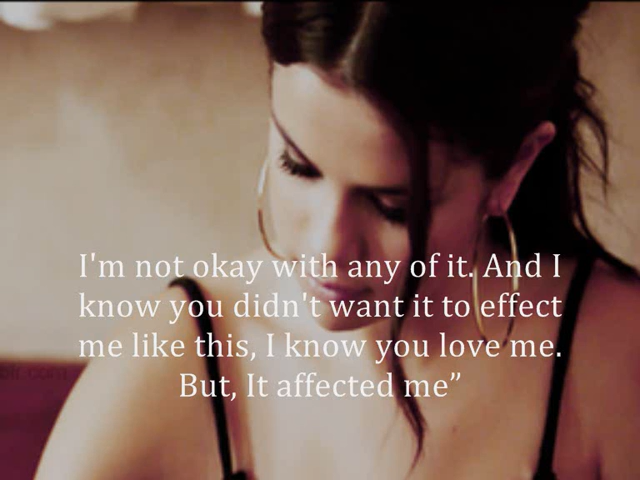 I'm not okay with any of it. And I
know you didn't want it to effect
me like this, I know you love me.
But, It affected me”